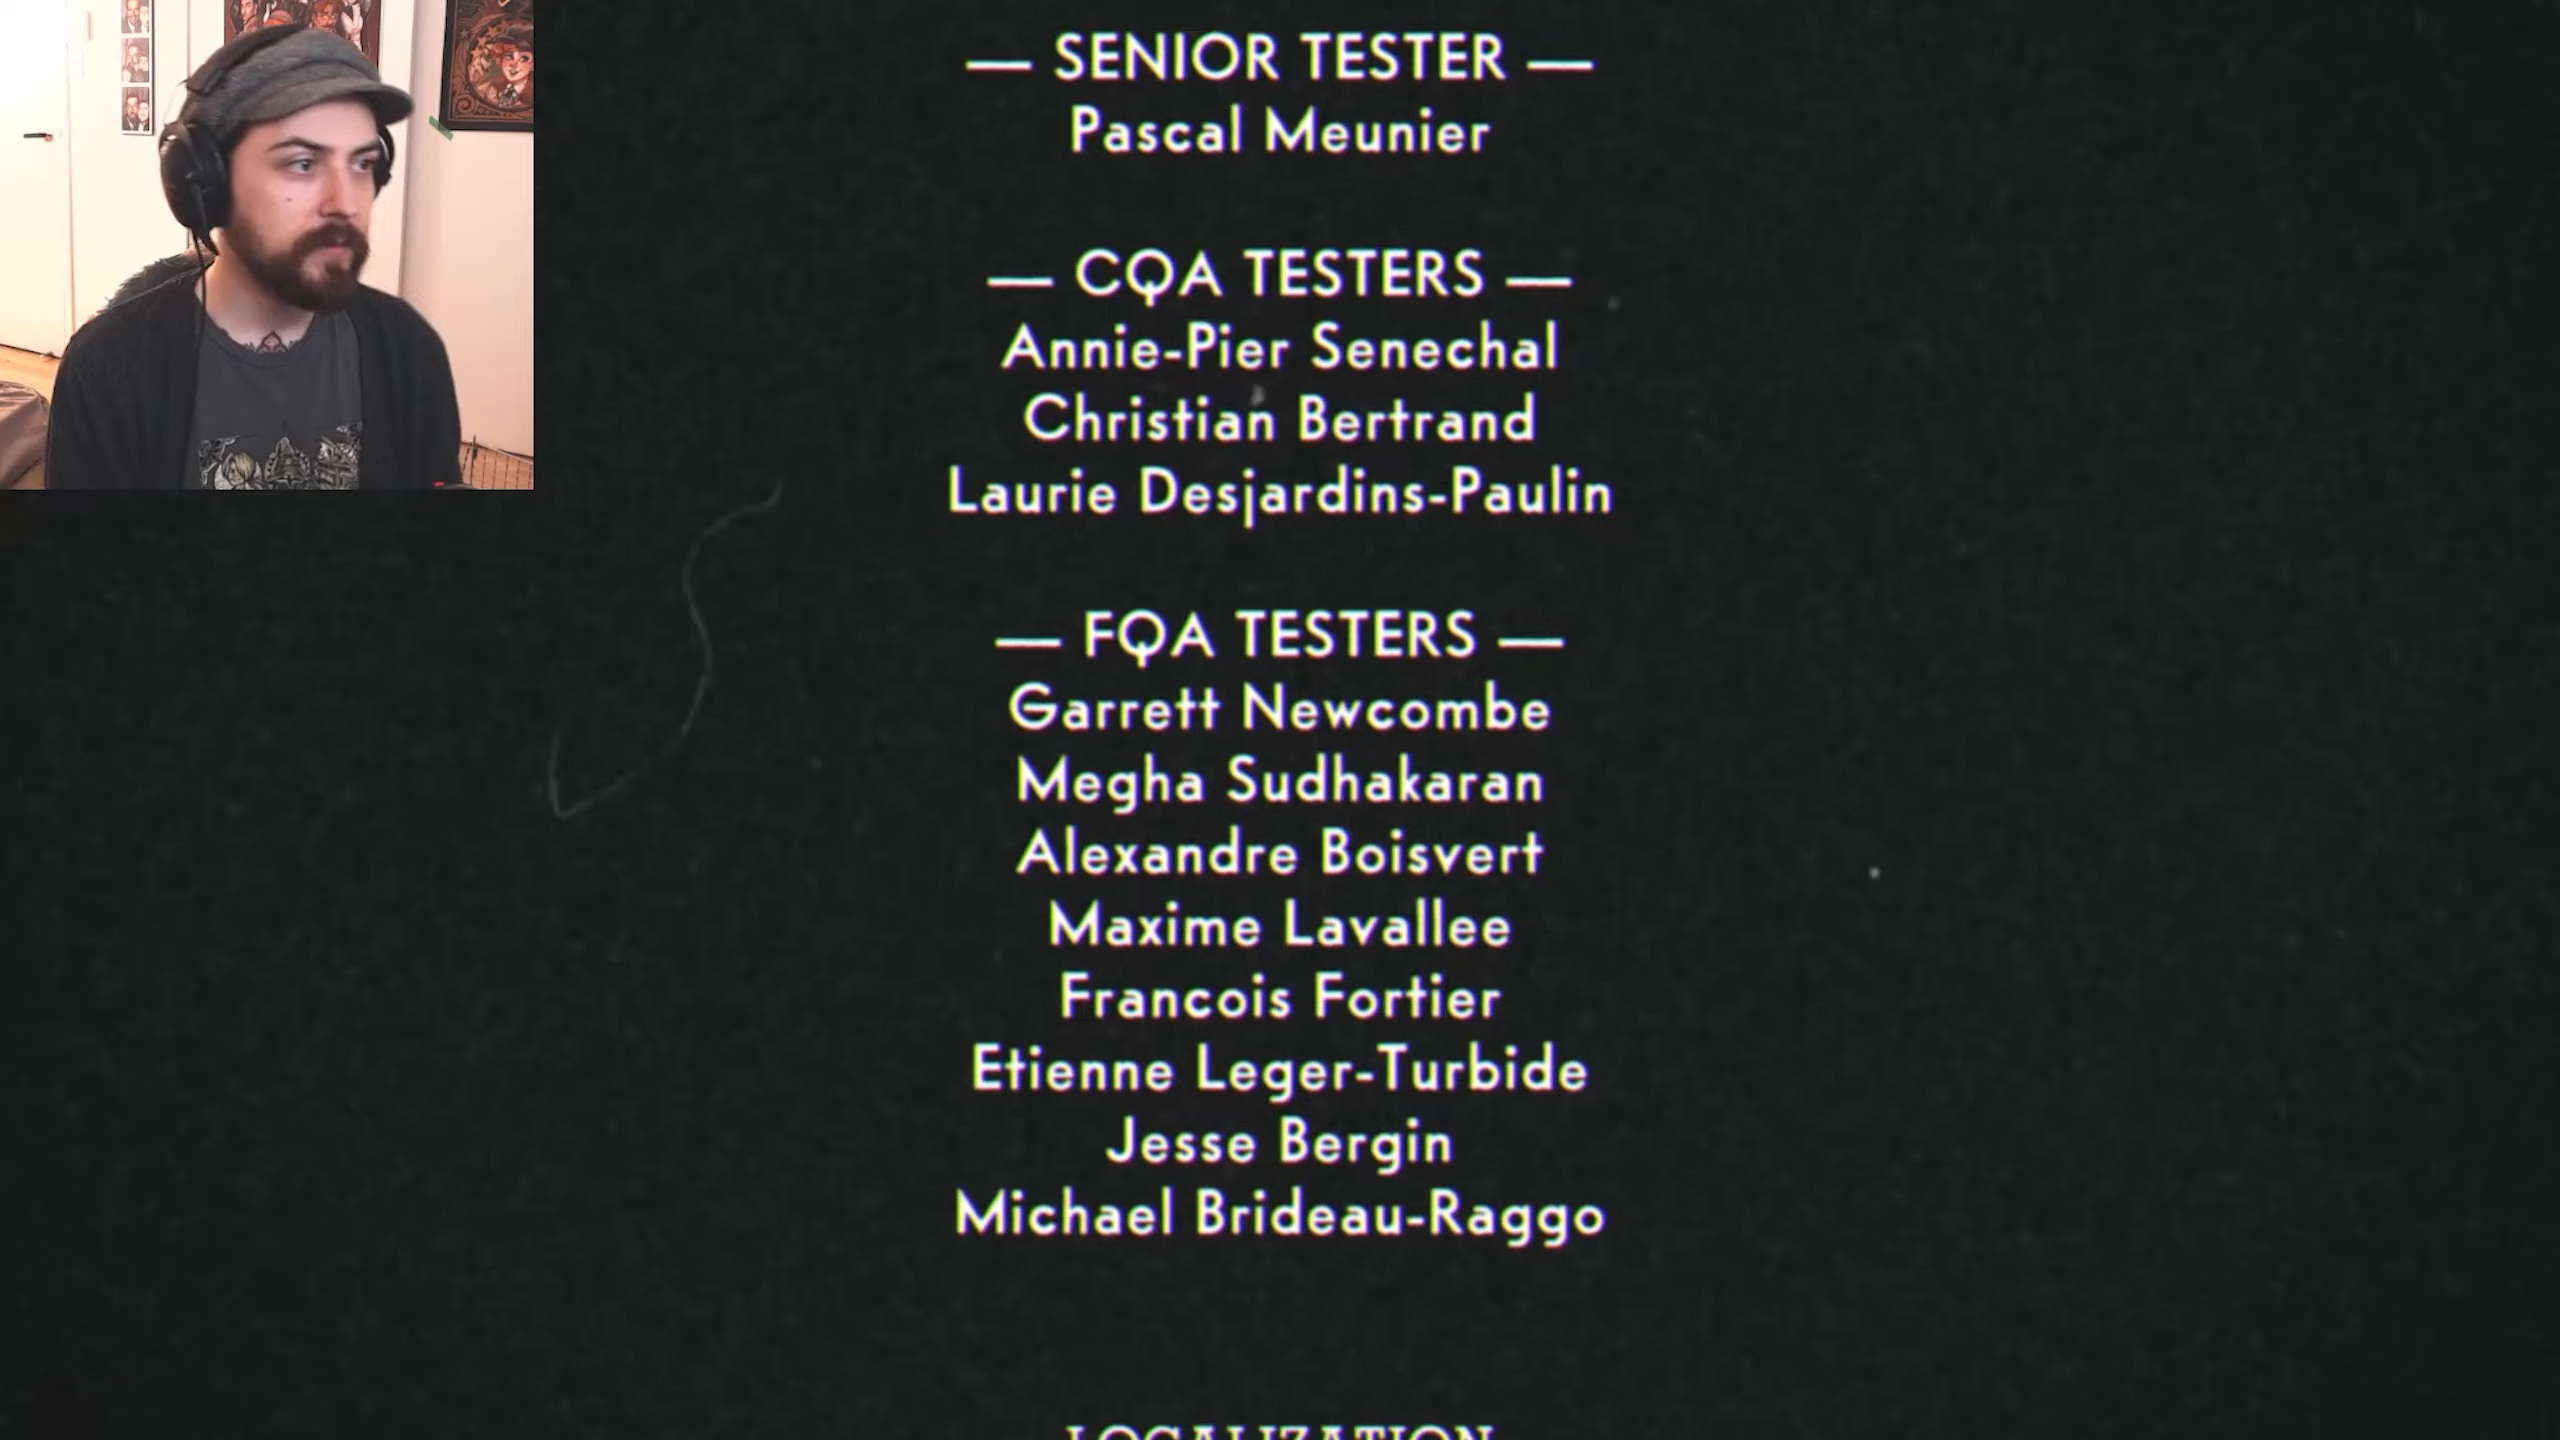 — SENIOR TESTER —
Pascal Meunier
— CQA TESTERS —
Annie-Pier Senechal
Christian Bertrand
Laurie Desjardins-Paulin
— FQA TESTERS —
Garrett Newcombe
Megha Sudhakaran
Alexandre Boisvert
Maxime Lavallee
Francois Fortier
Etienne Leger-Turbide
Jesse Bergin
Michael Brideau-Raggo
LOCALIZATION